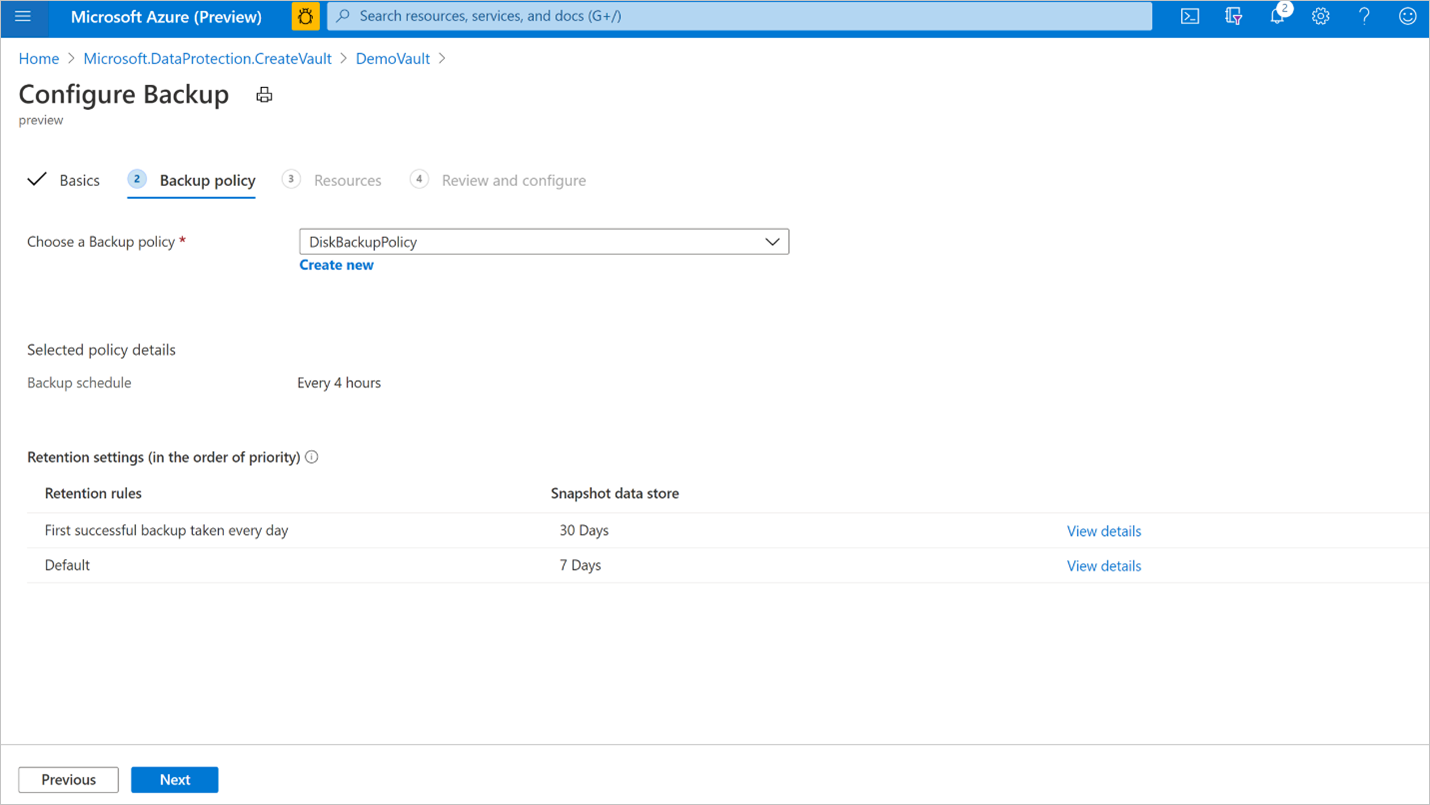 Microsoft Azure (Preview)
Search resources, services, and docs (G+/)
2
Home > Microsoft.DataProtection.CreateVault > DemoVault >
Configure Backup
preview
Basics
2 Backup policy
3 Resources
4 Review and configure
Choose a Backup policy *
DiskBackupPolicy
Create new
Selected policy details
Backup schedule Every 4 hours
Retention settings (in the order of priority)
Retention rules Snapshot data store
First successful backup taken every day 30 Days View details
Default 7 Days View details
Previous Next